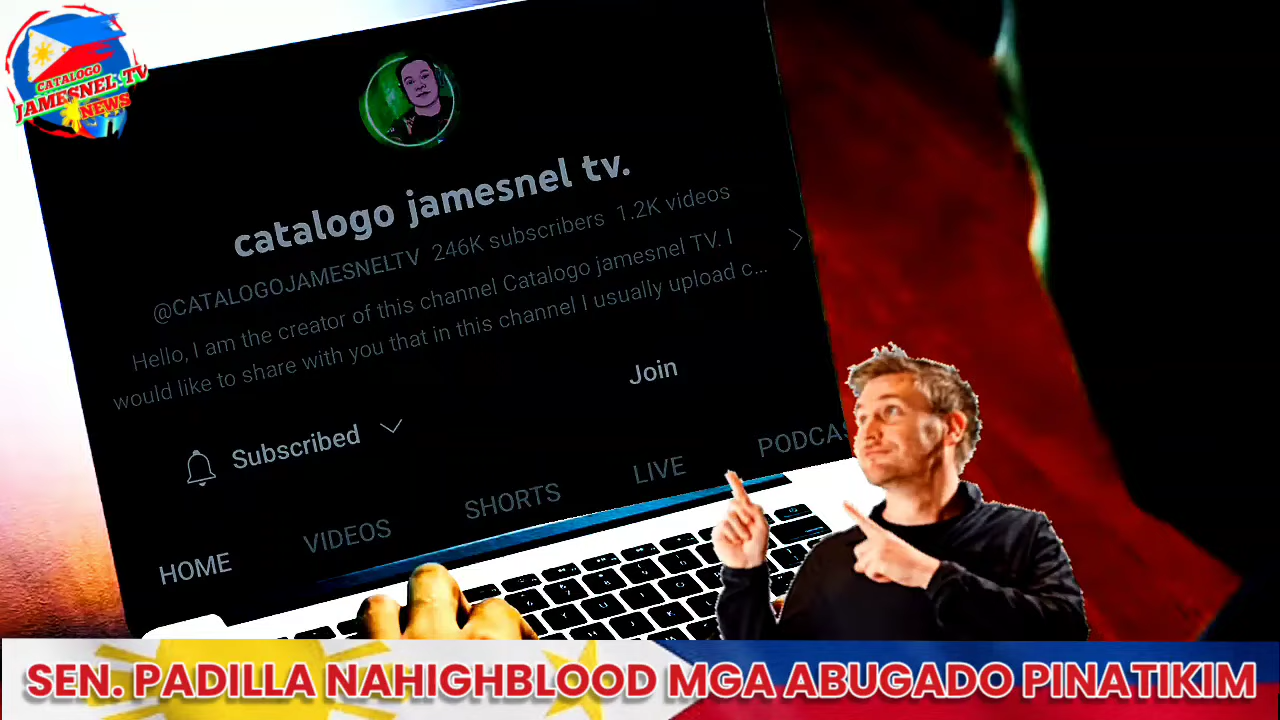 CATALOGO
JAMESNEL TV
NEWS
catalogo jamesnel tv.
@CATALOGOJAMESNELTV 246K subscribers 1.2K videos
Hello, I am the creator of this channel Catalogo jamesnel TV. I
would like to share with you that in this channel I usually upload c...
Join
Subscribed
HOME VIDEOS SHORTS LIVE PODCA
SEN. PADILLA NAHIGHBLOOD MGA ABUGADO PINATIKIM